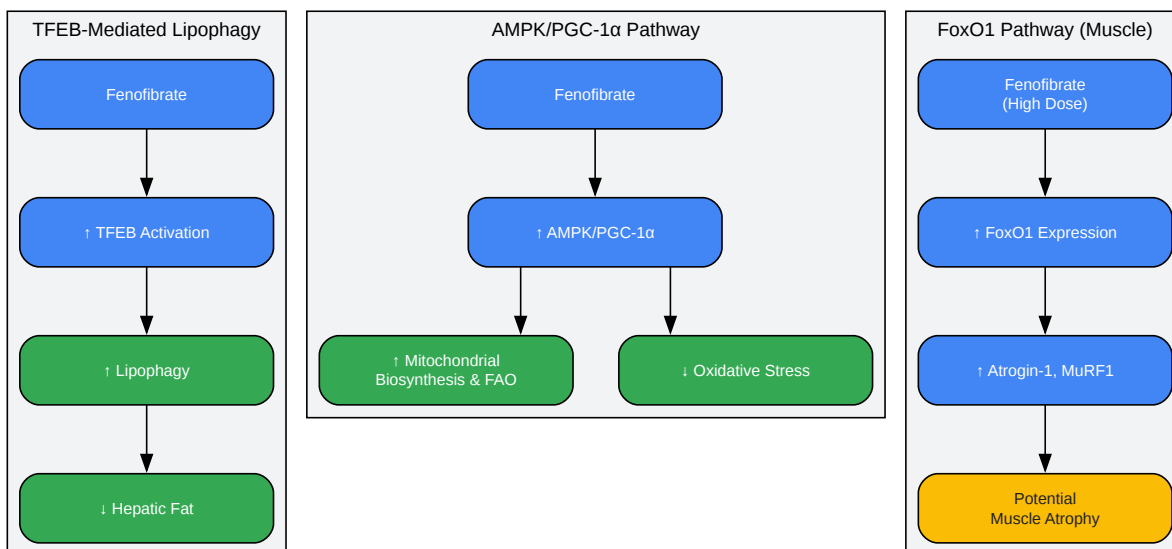 TFEB-Mediated Lipophagy
Fenofibrate
↑ TFEB Activation
↑ Lipophagy
↓ Hepatic Fat
AMPK/PGC-1α Pathway
Fenofibrate
↑ AMPK/PGC-1α
↑ Mitochondrial
Biosynthesis & FAO
↓ Oxidative Stress
FoxO1 Pathway (Muscle)
Fenofibrate
(High Dose)
↑ FoxO1 Expression
↑ Atrogin-1, MuRF1
Potential
Muscle Atrophy